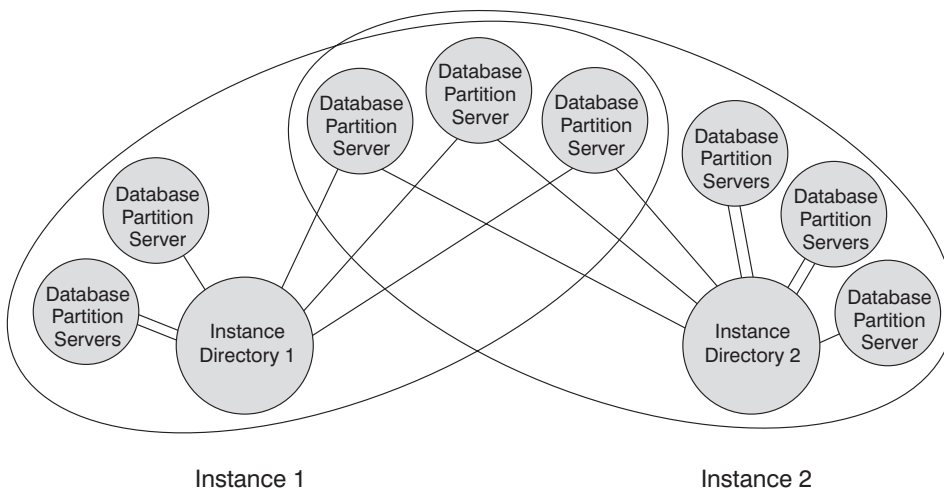 Database
Partition
Server
Database
Partition
Server
Database
Partition
Server
Database
Partition
Servers
Database
Partition
Server
Database
Partition
Servers
Database
Partition
Servers
Database
Partition
Server
Instance
Directory 1
Instance
Directory 2
Instance 1
Instance 2